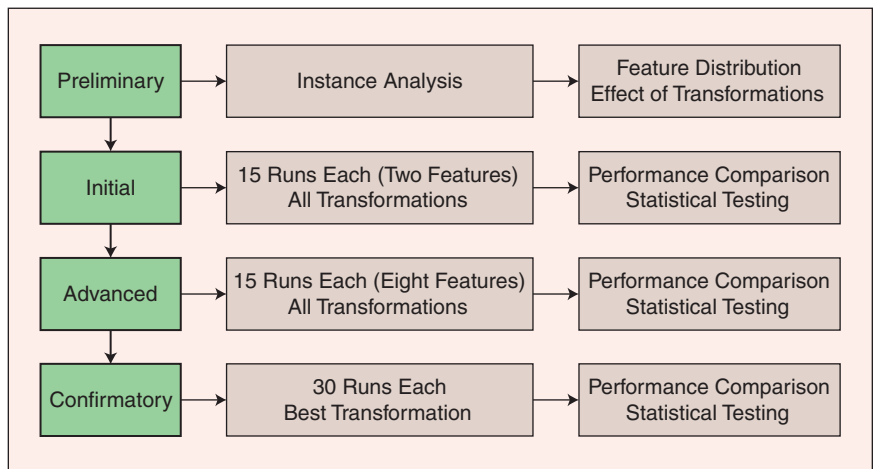 Preliminary
Instance Analysis
Feature Distribution
Effect of Transformations
Initial
15 Runs Each (Two Features)
All Transformations
Performance Comparison
Statistical Testing
Advanced
15 Runs Each (Eight Features)
All Transformations
Performance Comparison
Statistical Testing
Confirmatory
30 Runs Each
Best Transformation
Performance Comparison
Statistical Testing